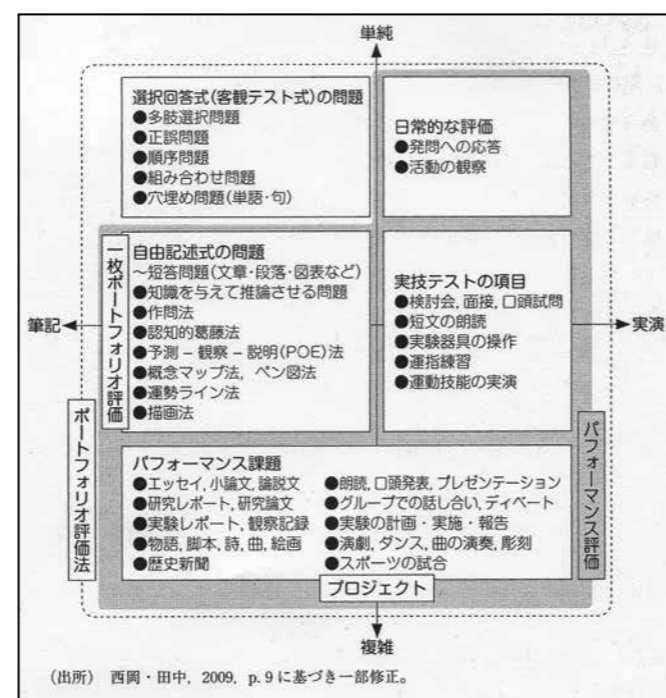 単純
選択回答式(客観テスト式)の問題
●多肢選択問題
●正誤問題
●順序問題
●組み合わせ問題
●穴埋め問題(単語・句)
日常的な評価
●発問への応答
●活動の観察
一枚ポートフォリオ評価
自由記述式の問題
~短答問題(文章・段落・図表など)
●知識を与えて推論させる問題
●作問法
●認知的葛藤法
●予測 – 観察 – 説明(POE)法
●概念マップ法, ベン図法
●運勢ライン法
●描画法
実技テストの項目
●検討会, 面接, 口頭試問
●短文の朗読
●実験器具の操作
●運指練習
●運動技能の実演
筆記
実演
ポートフォリオ評価法
パフォーマンス評価
パフォーマンス課題
●エッセイ, 小論文, 論説文
●研究レポート, 研究論文
●実験レポート, 観察記録
●物語, 脚本, 詩, 曲, 絵画
●歴史新聞
●朗読, 口頭発表, プレゼンテーション
●グループでの話し合い, ディベート
●実験の計画・実施・報告
●演劇, ダンス, 曲の演奏, 彫刻
●スポーツの試合
プロジェクト
複雑
(出所) 西岡・田中, 2009, p. 9 に基づき一部修正。